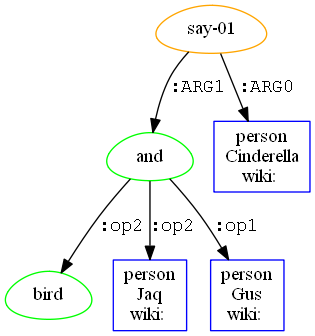 say-01
:ARG1
:ARG0
and
person
Cinderella
wiki:
:op2
:op2
:op1
bird
person
Jaq
wiki:
person
Gus
wiki: